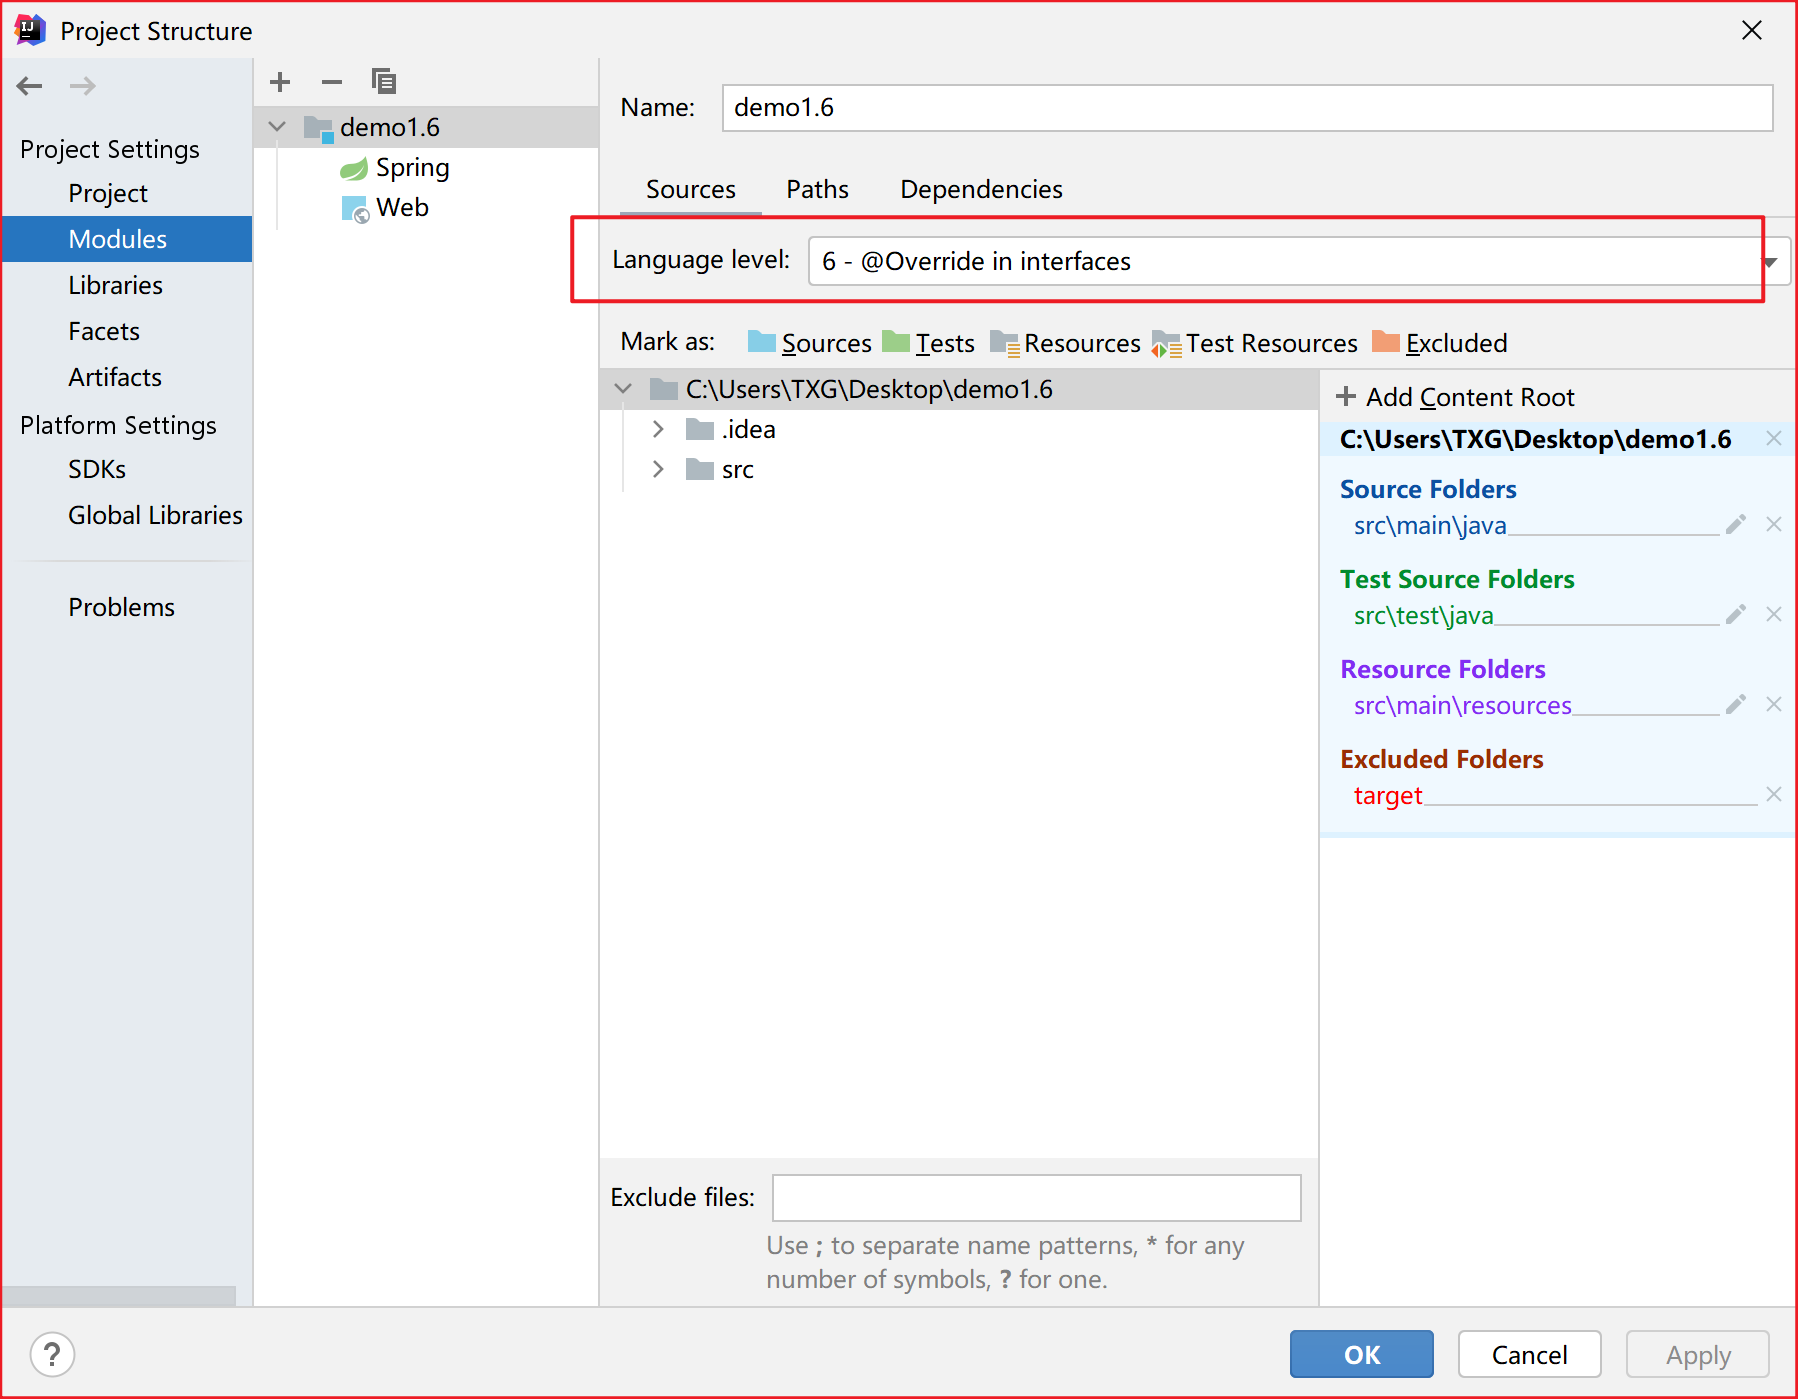 Project Structure
Project Settings
Project
Modules
Libraries
Facets
Artifacts
Platform Settings
SDKs
Global Libraries
Problems
demo1.6
Spring
Web
Name: demo1.6
Sources Paths Dependencies
Language level: 6 - @Override in interfaces
Mark as: Sources Tests Resources Test Resources Excluded
C:\Users\TXG\Desktop\demo1.6
.idea
src
Add Content Root
C:\Users\TXG\Desktop\demo1.6
Source Folders
src\main\java
Test Source Folders
src\test\java
Resource Folders
src\main\resources
Excluded Folders
target
Exclude files:
Use ; to separate name patterns, * for any
number of symbols, ? for one.
? OK Cancel Apply